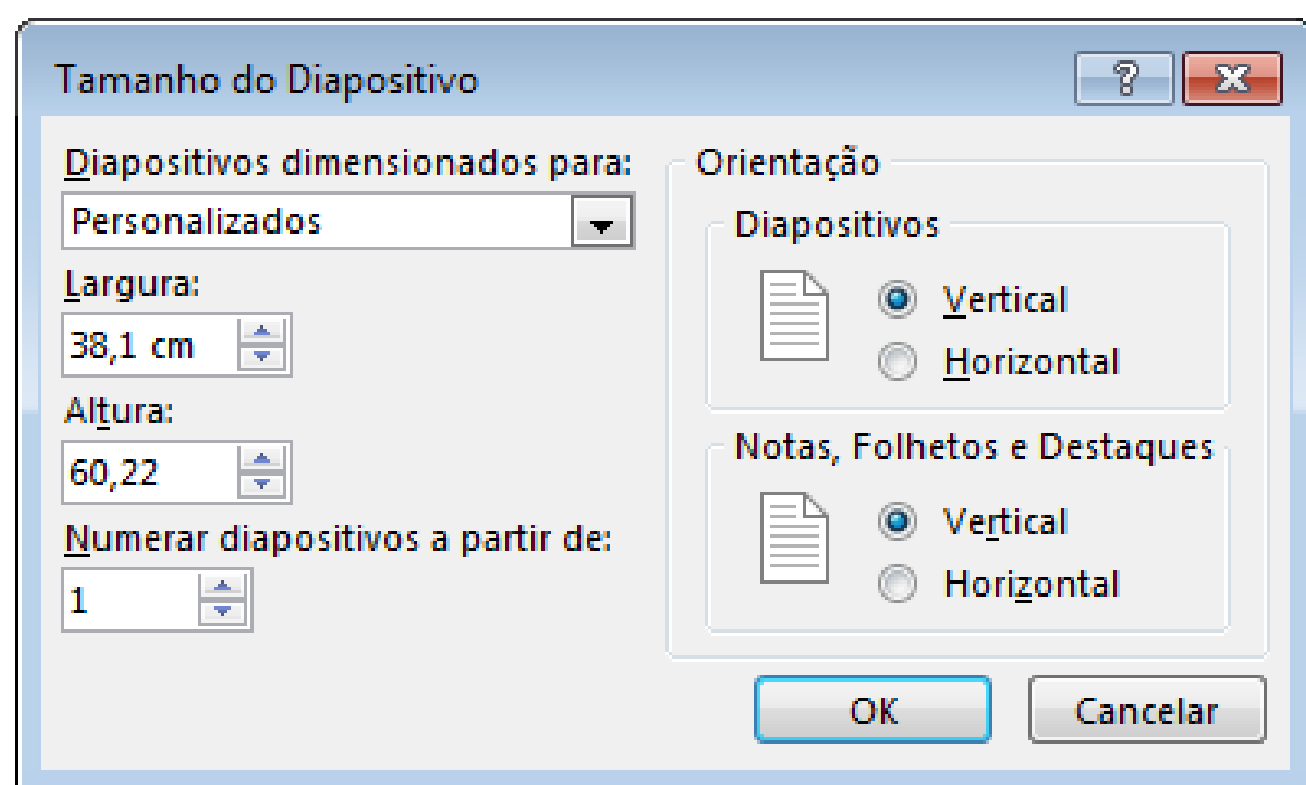 Tamanho do Diapositivo
Diapositivos dimensionados para:
Personalizados
Largura:
38,1 cm
Altura:
60,22
Numerar diapositivos a partir de:
1
Orientação
Diapositivos
Vertical
Horizontal
Notas, Folhetos e Destaques
Vertical
Horizontal
OK
Cancelar